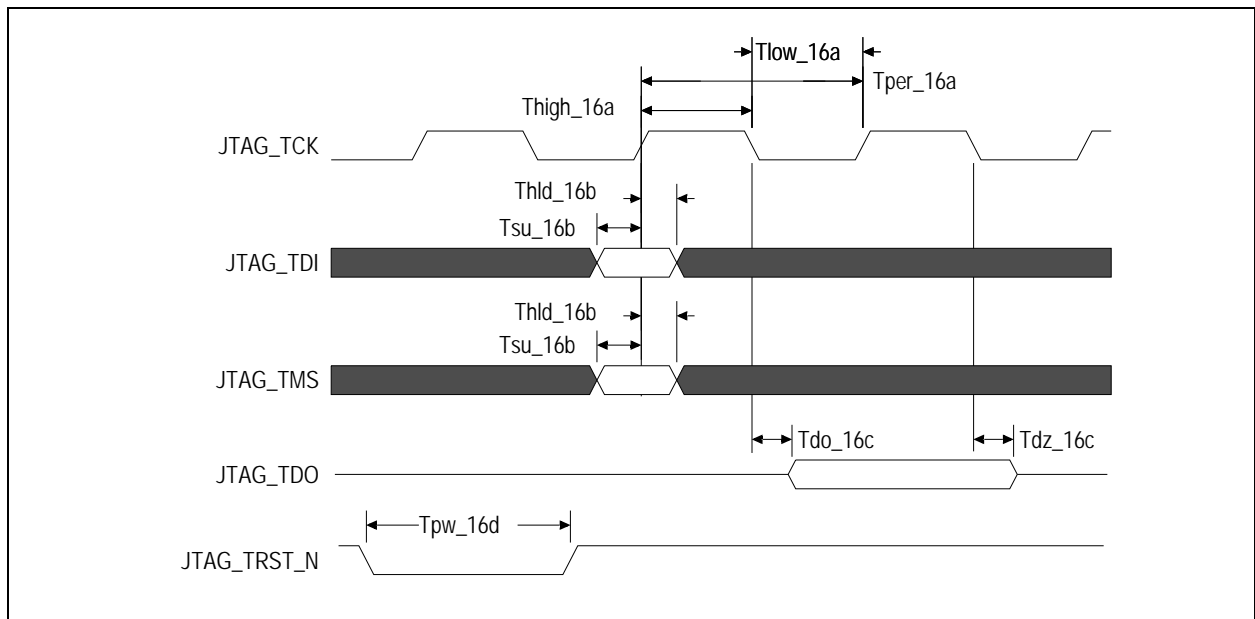 Tlow_16a
Tper_16a
Thigh_16a
JTAG_TCK
Thld_16b
Tsu_16b
JTAG_TDI
Thld_16b
Tsu_16b
JTAG_TMS
Tdo_16c
Tdz_16c
JTAG_TDO
Tpw_16d
JTAG_TRST_N